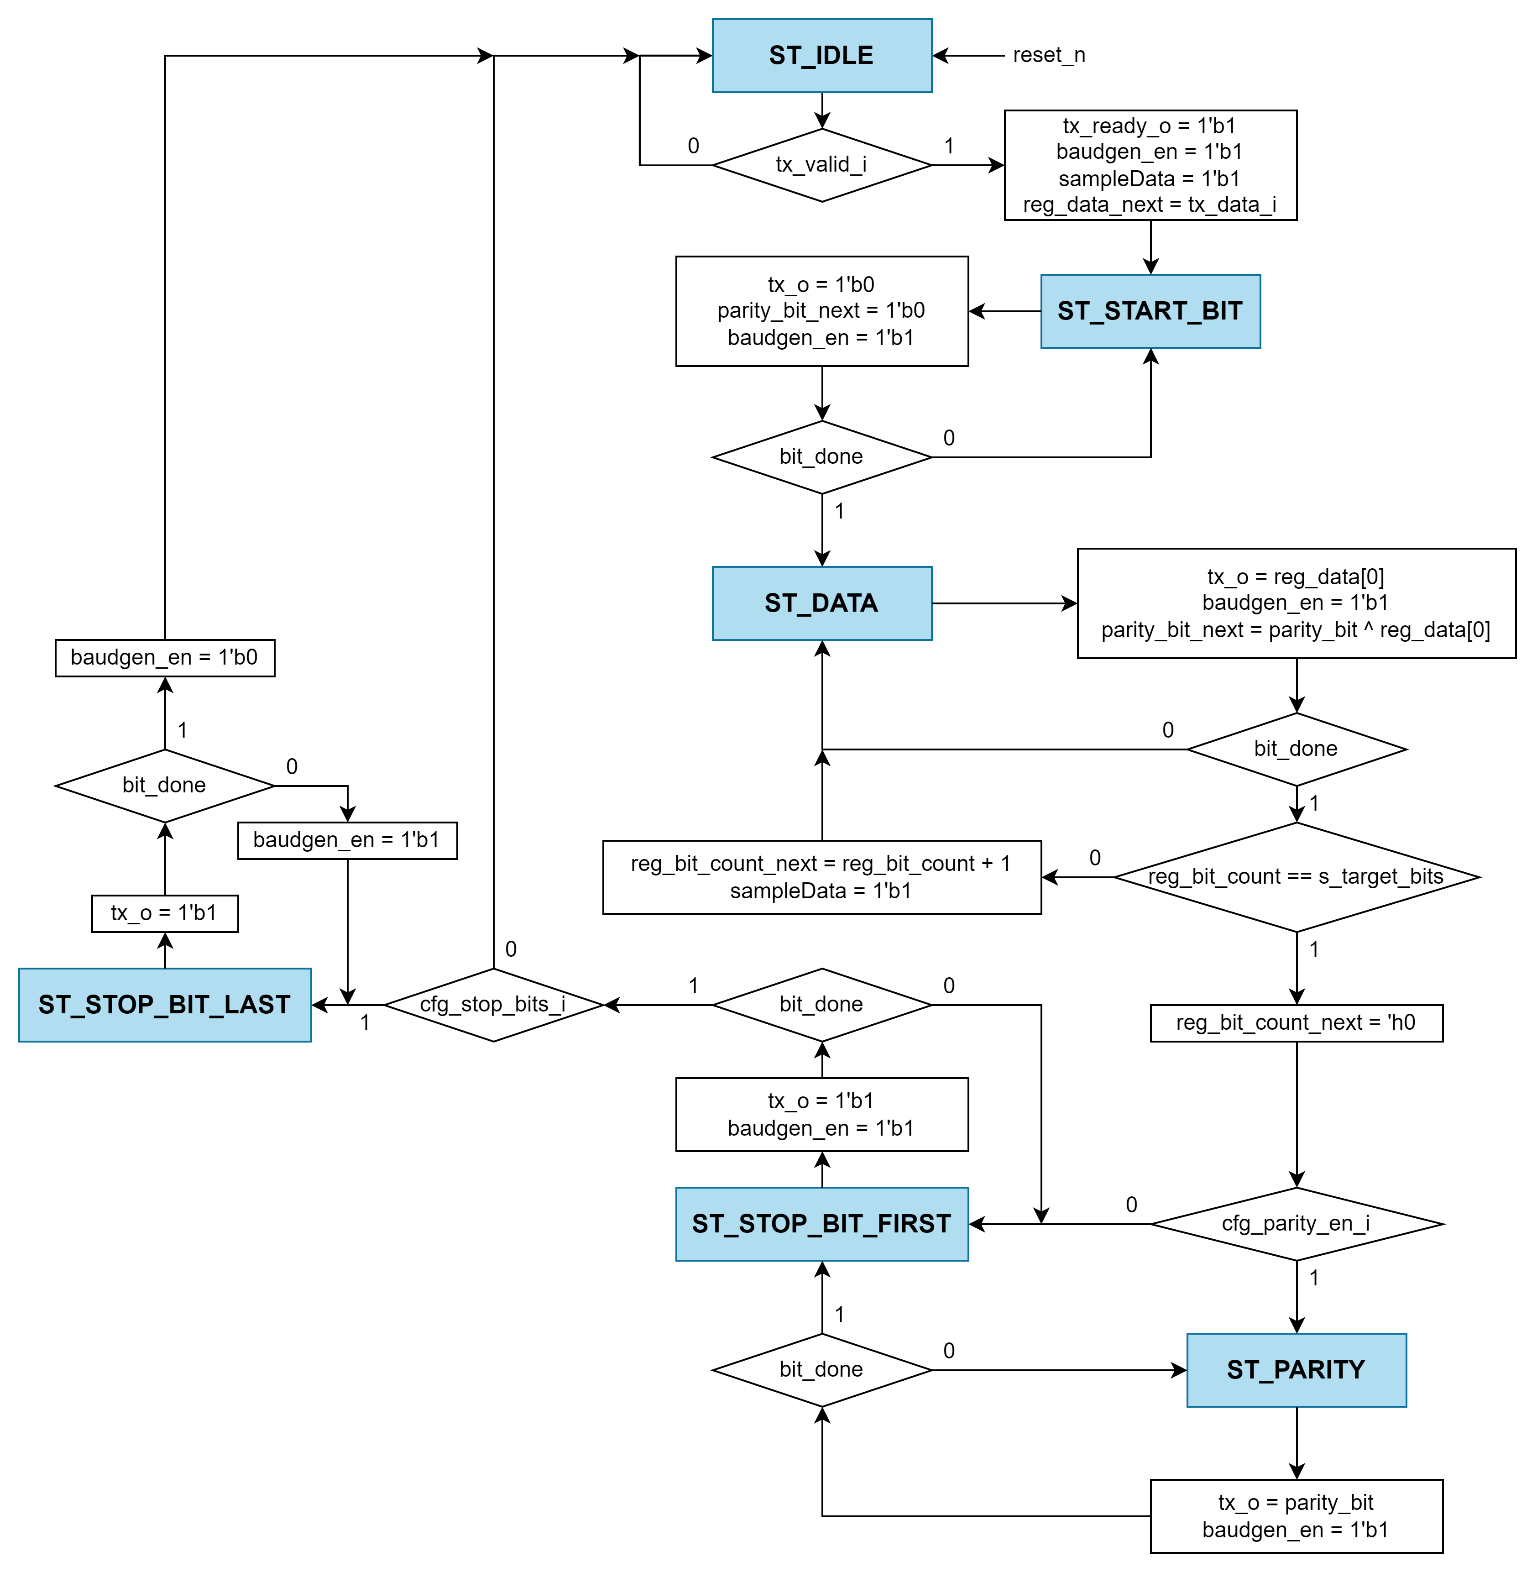 ST_IDLE
reset_n
0
tx_valid_i
1
tx_ready_o = 1'b1
baudgen_en = 1'b1
sampleData = 1'b1
reg_data_next = tx_data_i
ST_START_BIT
tx_o = 1'b0
parity_bit_next = 1'b0
baudgen_en = 1'b1
bit_done
0
1
ST_DATA
tx_o = reg_data[0]
baudgen_en = 1'b1
parity_bit_next = parity_bit ^ reg_data[0]
0
bit_done
1
0
reg_bit_count == s_target_bits
1
reg_bit_count_next = reg_bit_count + 1
sampleData = 1'b1
reg_bit_count_next = 'h0
0
cfg_parity_en_i
1
ST_PARITY
tx_o = parity_bit
baudgen_en = 1'b1
bit_done
0
1
ST_STOP_BIT_FIRST
tx_o = 1'b1
baudgen_en = 1'b1
bit_done
0
1
cfg_stop_bits_i
0
1
ST_STOP_BIT_LAST
tx_o = 1'b1
bit_done
0
baudgen_en = 1'b1
1
baudgen_en = 1'b0